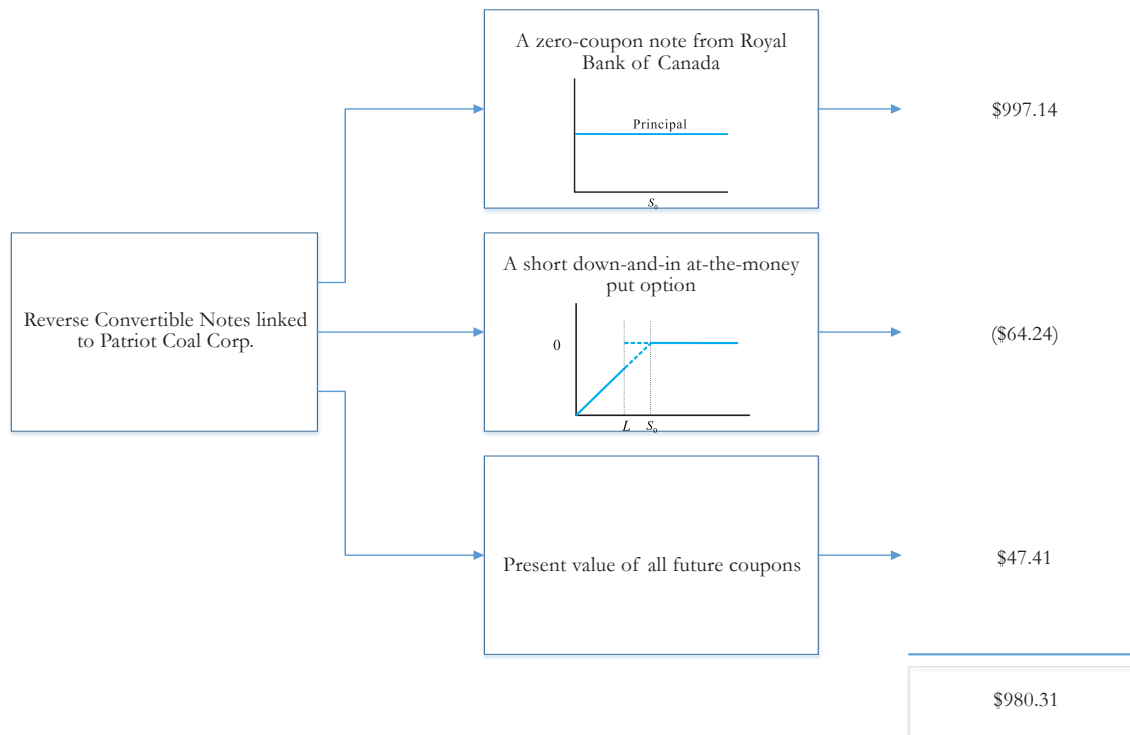 A zero-coupon note from Royal
Bank of Canada
Principal
S₀
$997.14
Reverse Convertible Notes linked
to Patriot Coal Corp.
A short down-and-in at-the-money
put option
0
L S₀
($64.24)
Present value of all future coupons
$47.41
$980.31